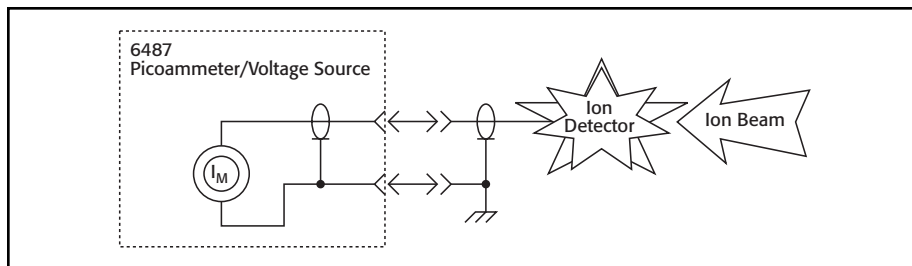 6487
Picoammeter/Voltage Source
Ion
Detector
Ion Beam
IM